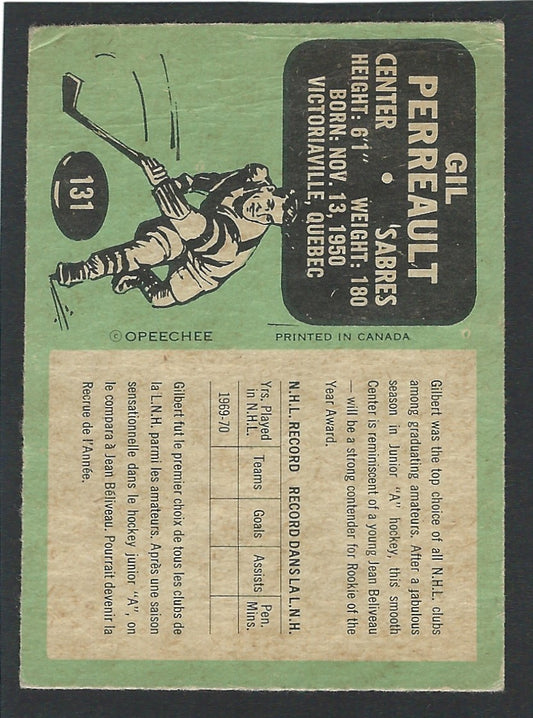 GIL
PERREAULT
CENTER • SABRES
HEIGHT: 6'1" WEIGHT: 180
BORN: NOV. 13, 1950
VICTORIAVILLE, QUEBEC
131
© OPEECHEE
PRINTED IN CANADA
Gilbert was the top choice of all N.H.L. clubs
among graduating amateurs. After a fabulous
season in Junior "A" hockey, this smooth
Center is reminiscent of a young Jean Beliveau
— will be a strong contender for Rookie of the
Year Award.
N.H.L. RECORD RECORD DANS LA L.N.H.
Yrs. Played
in N.H.L. Teams Goals Assists Pen.
Mins.
1969-70
Gilbert fut le premier choix de tous les clubs de
la L.N.H. parmi les amateurs. Après une saison
sensationnelle dans le hockey junior "A", on
le compara à Jean Béliveau. Pourrait devenir la
Recrue de l'Année.